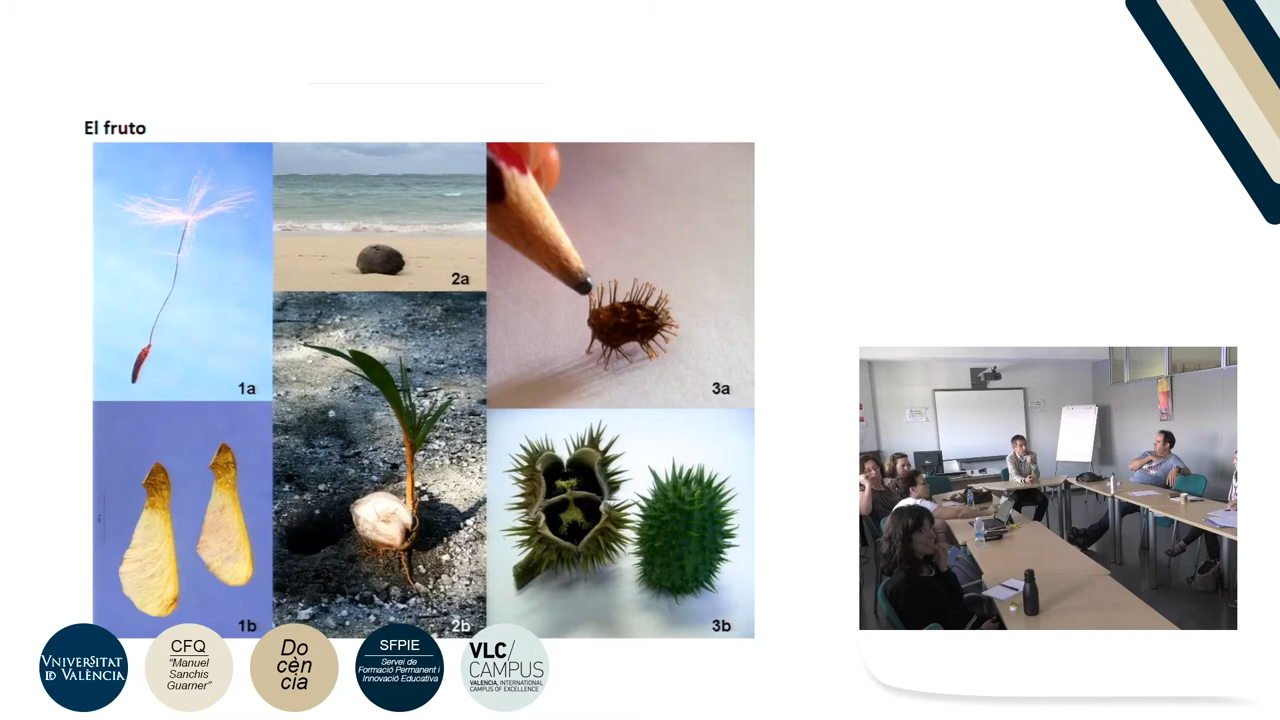 El fruto
1a
2a
3a
1b
2b
3b
VNIVERSITAT
ID VALÈNCIA
CFQ
"Manuel
Sanchis
Guarner"
Do
cèn
cia
SFPIE
Servei de
Formació Permanent i
Innovació Educativa
VLC/
CAMPUS
VALENCIA, INTERNATIONAL
CAMPUS OF EXCELLENCE